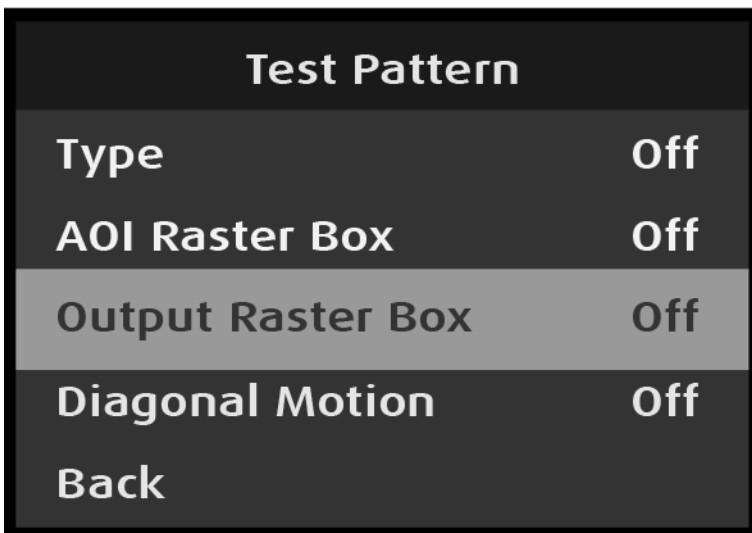 Test Pattern
Type Off
AOI Raster Box Off
Output Raster Box Off
Diagonal Motion Off
Back